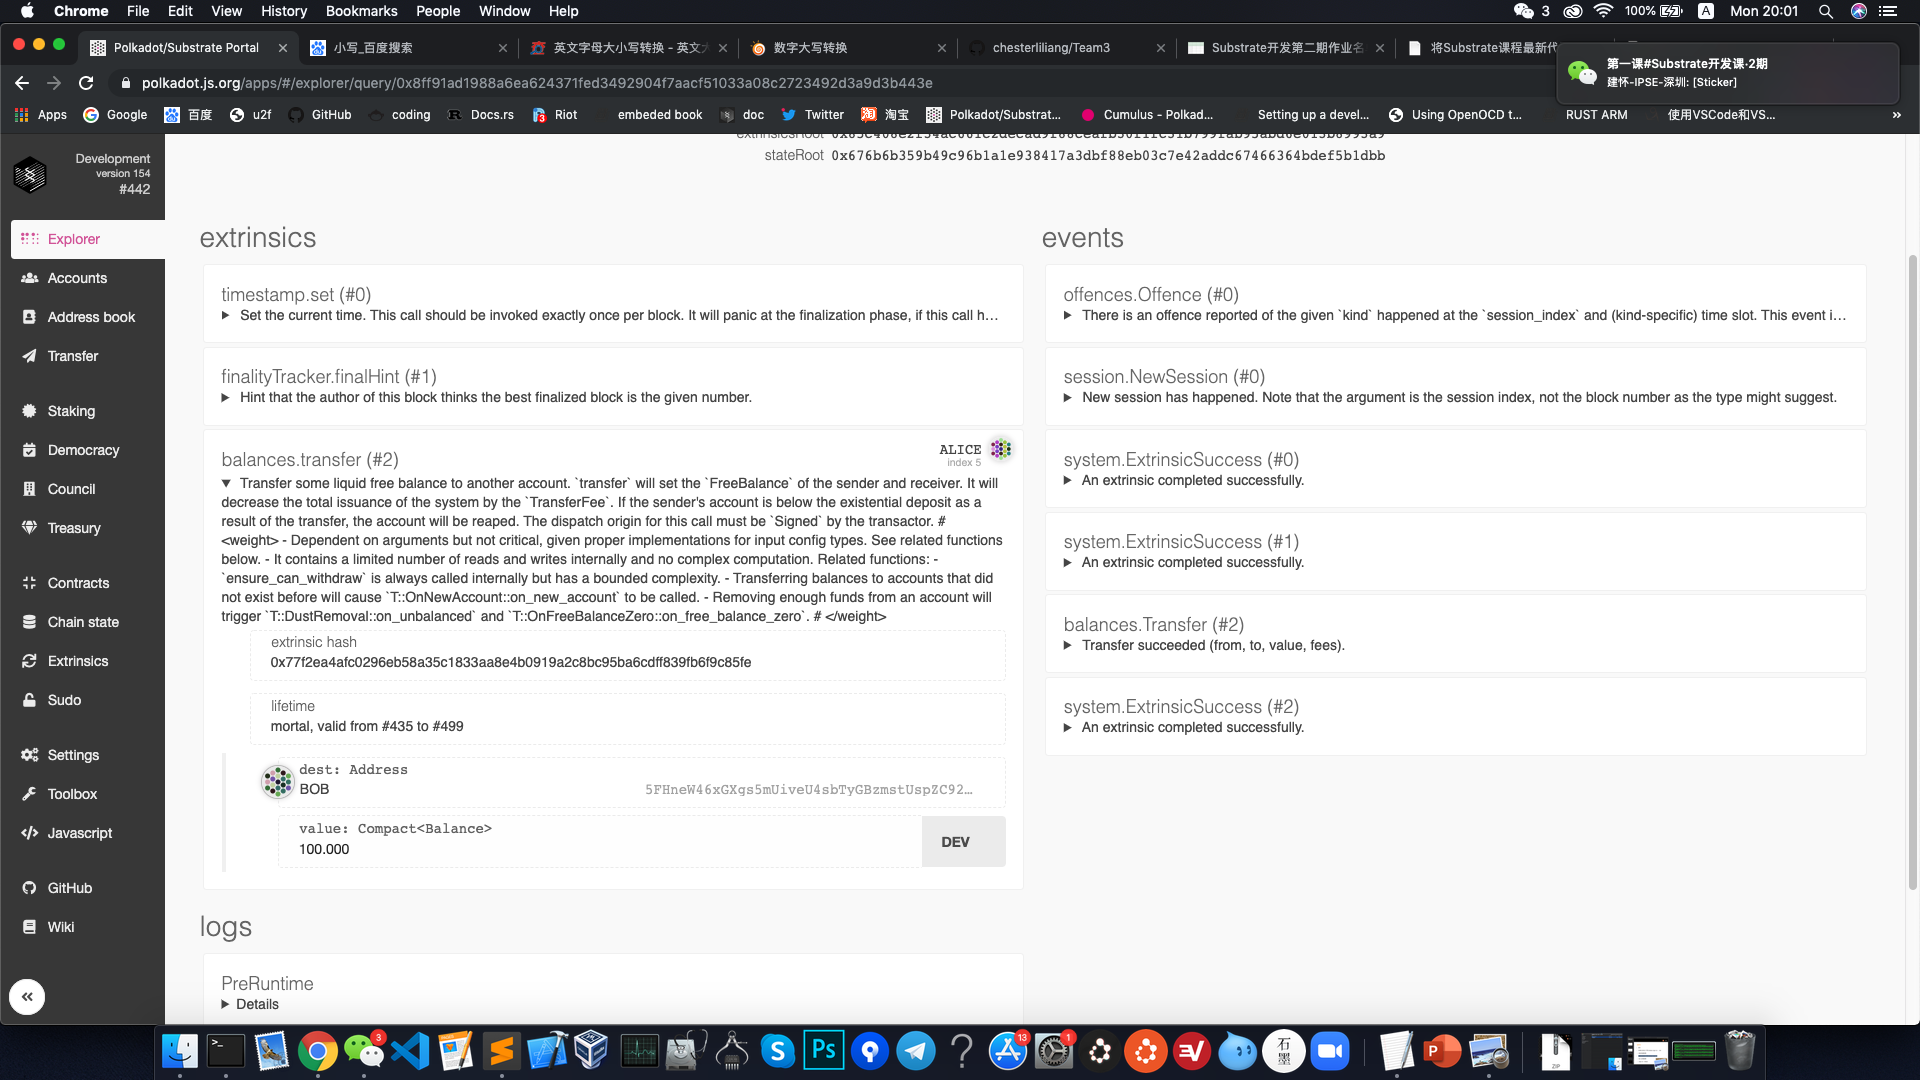 Chrome File Edit View History Bookmarks People Window Help 3 100% A Mon 20:01
Polkadot/Substrate Portal
小写_百度搜索
英文字母大小写转换 - 英文
数字大写转换
chesterliliang/Team3
Substrate开发第二期作业名
将Substrate课程最新代
第一课#Substrate开发课·2期
建怀-IPSE-深圳: [Sticker]
polkadot.js.org/apps/#/explorer/query/0x8ff91ad1988a6ea624371fed3492904f7aacf51033a08c2723492d3a9d3b443e
Apps Google 百度 u2f GitHub coding Docs.rs Riot embeded book doc Twitter 淘宝 Polkadot/Substrat... Cumulus - Polkad... Setting up a devel... Using OpenOCD t... RUST ARM 使用VSCode和VS... »
Development
version 154
#442
Explorer
Accounts
Address book
Transfer
Staking
Democracy
Council
Treasury
Contracts
Chain state
Extrinsics
Sudo
Settings
Toolbox
Javascript
GitHub
Wiki
extrinsicsRoot
stateRoot 0x676b6b359b49c96b1a1e938417a3dbf88eb03c7e42addc67466364bdef5b1dbb
extrinsics
timestamp.set (#0)
Set the current time. This call should be invoked exactly once per block. It will panic at the finalization phase, if this call h…
finalityTracker.finalHint (#1)
Hint that the author of this block thinks the best finalized block is the given number.
balances.transfer (#2)
ALICE
index 5
Transfer some liquid free balance to another account. `transfer` will set the `FreeBalance` of the sender and receiver. It will
decrease the total issuance of the system by the `TransferFee`. If the sender's account is below the existential deposit as a
result of the transfer, the account will be reaped. The dispatch origin for this call must be `Signed` by the transactor. #
<weight> - Dependent on arguments but not critical, given proper implementations for input config types. See related functions
below. - It contains a limited number of reads and writes internally and no complex computation. Related functions: -
`ensure_can_withdraw` is always called internally but has a bounded complexity. - Transferring balances to accounts that did
not exist before will cause `T::OnNewAccount::on_new_account` to be called. - Removing enough funds from an account will
trigger `T::DustRemoval::on_unbalanced` and `T::OnFreeBalanceZero::on_free_balance_zero`. # </weight>
extrinsic hash
0x77f2ea4afc0296eb58a35c1833aa8e4b0919a2c8bc95ba6cdff839fb6f9c85fe
lifetime
mortal, valid from #435 to #499
dest: Address
BOB 5FHneW46xGXgs5mUiveU4sbTyGBzmstUspZC92…
value: Compact<Balance>
100.000
DEV
logs
PreRuntime
Details
events
offences.Offence (#0)
There is an offence reported of the given `kind` happened at the `session_index` and (kind-specific) time slot. This event i…
session.NewSession (#0)
New session has happened. Note that the argument is the session index, not the block number as the type might suggest.
system.ExtrinsicSuccess (#0)
An extrinsic completed successfully.
system.ExtrinsicSuccess (#1)
An extrinsic completed successfully.
balances.Transfer (#2)
Transfer succeeded (from, to, value, fees).
system.ExtrinsicSuccess (#2)
An extrinsic completed successfully.
3
Ps
13
1
石墨
P
ZIP